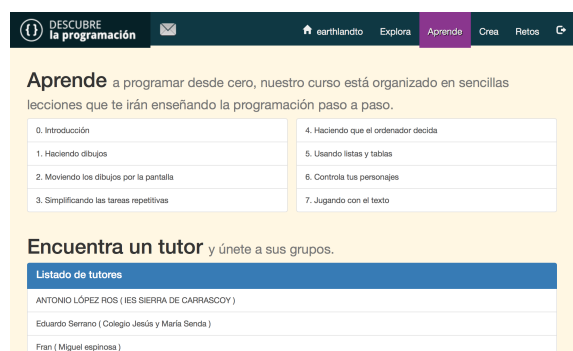 {} DESCUBRE
la programación
earthlandto Explora Aprende Crea Retos
Aprende a programar desde cero, nuestro curso está organizado en sencillas
lecciones que te irán enseñando la programación paso a paso.
0. Introducción
1. Haciendo dibujos
2. Moviendo los dibujos por la pantalla
3. Simplificando las tareas repetitivas
4. Haciendo que el ordenador decida
5. Usando listas y tablas
6. Controla tus personajes
7. Jugando con el texto
Encuentra un tutor y únete a sus grupos.
Listado de tutores
ANTONIO LÓPEZ ROS ( IES SIERRA DE CARRASCOY )
Eduardo Serrano ( Colegio Jesús y María Senda )
Fran ( Miguel espinosa )